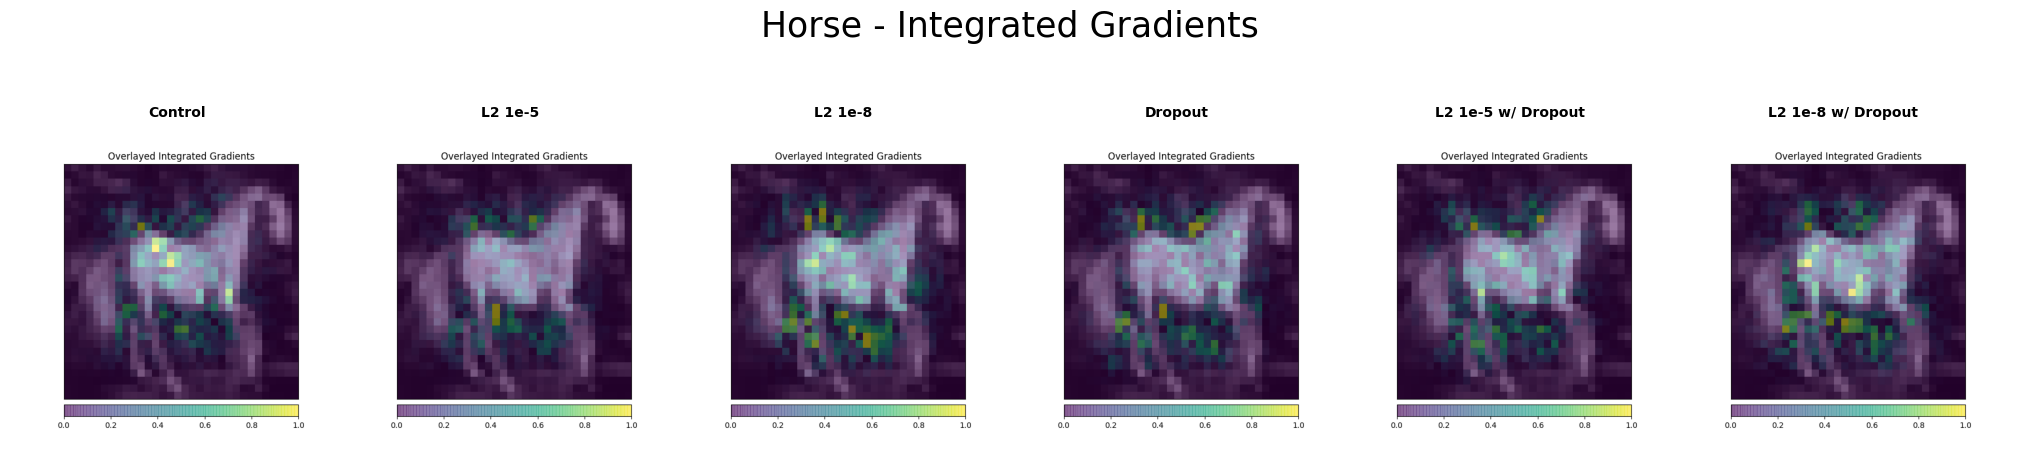 Horse - Integrated Gradients
Control L2 1e-5 L2 1e-8 Dropout L2 1e-5 w/ Dropout L2 1e-8 w/ Dropout
Overlayed Integrated Gradients Overlayed Integrated Gradients Overlayed Integrated Gradients Overlayed Integrated Gradients Overlayed Integrated Gradients Overlayed Integrated Gradients
0.0 0.2 0.4 0.6 0.8 1.0 0.0 0.2 0.4 0.6 0.8 1.0 0.0 0.2 0.4 0.6 0.8 1.0 0.0 0.2 0.4 0.6 0.8 1.0 0.0 0.2 0.4 0.6 0.8 1.0 0.0 0.2 0.4 0.6 0.8 1.0